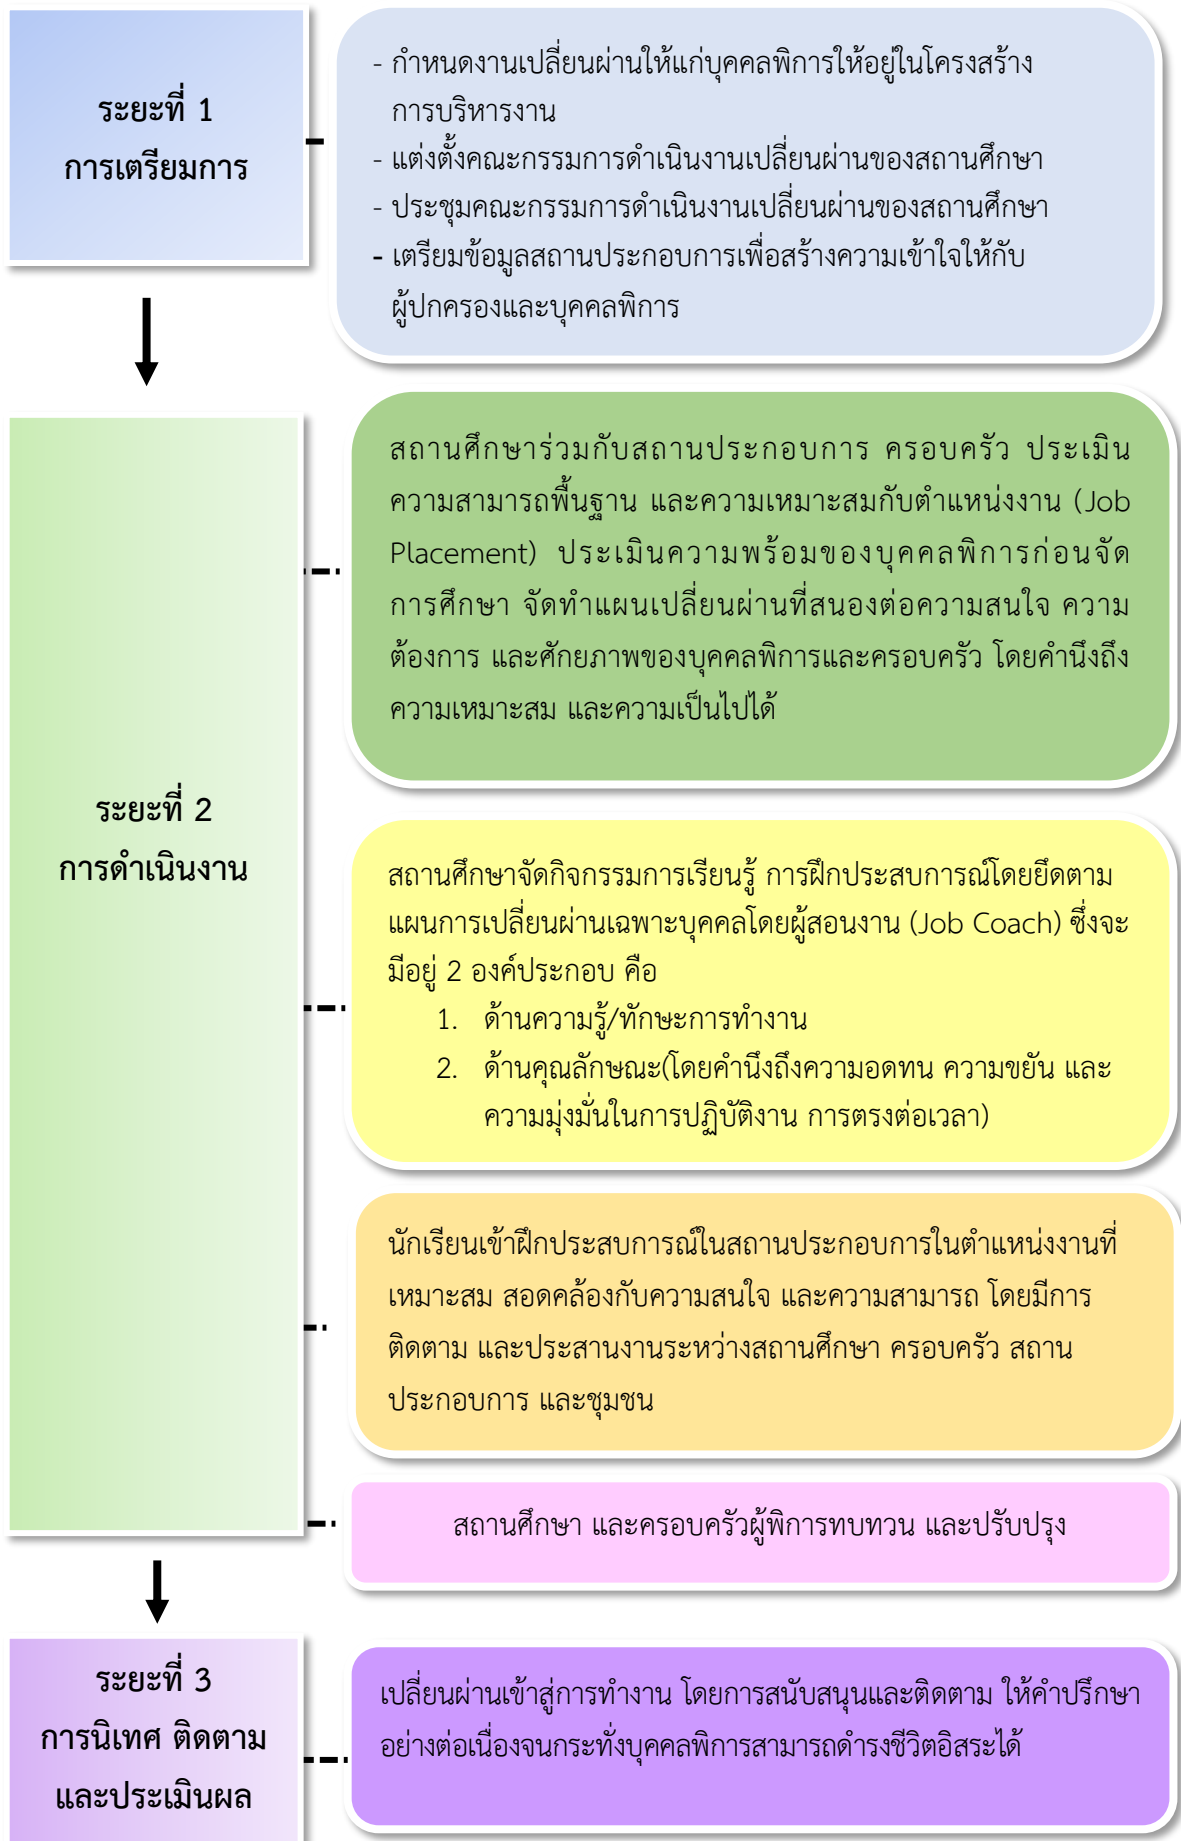 ระยะที่ 1
การเตรียมการ
- กำหนดงานเปลี่ยนผ่านให้แก่บุคคลพิการให้อยู่ในโครงสร้าง
การบริหารงาน
- แต่งตั้งคณะกรรมการดำเนินงานเปลี่ยนผ่านของสถานศึกษา
- ประชุมคณะกรรมการดำเนินงานเปลี่ยนผ่านของสถานศึกษา
- เตรียมข้อมูลสถานประกอบการเพื่อสร้างความเข้าใจให้กับ
ผู้ปกครองและบุคคลพิการ
ระยะที่ 2
การดำเนินงาน
สถานศึกษาร่วมกับสถานประกอบการ ครอบครัว ประเมิน
ความสามารถพื้นฐาน และความเหมาะสมกับตำแหน่งงาน (Job
Placement) ประเมินความพร้อมของบุคคลพิการก่อนจัด
การศึกษา จัดทำแผนเปลี่ยนผ่านที่สนองต่อความสนใจ ความ
ต้องการ และศักยภาพของบุคคลพิการและครอบครัว โดยคำนึงถึง
ความเหมาะสม และความเป็นไปได้
สถานศึกษาจัดกิจกรรมการเรียนรู้ การฝึกประสบการณ์โดยยึดตาม
แผนการเปลี่ยนผ่านเฉพาะบุคคลโดยผู้สอนงาน (Job Coach) ซึ่งจะ
มีอยู่ 2 องค์ประกอบ คือ
1. ด้านความรู้/ทักษะการทำงาน
2. ด้านคุณลักษณะ(โดยคำนึงถึงความอดทน ความขยัน และ
ความมุ่งมั่นในการปฏิบัติงาน การตรงต่อเวลา)
นักเรียนเข้าฝึกประสบการณ์ในสถานประกอบการในตำแหน่งงานที่
เหมาะสม สอดคล้องกับความสนใจ และความสามารถ โดยมีการ
ติดตาม และประสานงานระหว่างสถานศึกษา ครอบครัว สถาน
ประกอบการ และชุมชน
สถานศึกษา และครอบครัวผู้พิการทบทวน และปรับปรุง
ระยะที่ 3
การนิเทศ ติดตาม
และประเมินผล
เปลี่ยนผ่านเข้าสู่การทำงาน โดยการสนับสนุนและติดตาม ให้คำปรึกษา
อย่างต่อเนื่องจนกระทั่งบุคคลพิการสามารถดำรงชีวิตอิสระได้